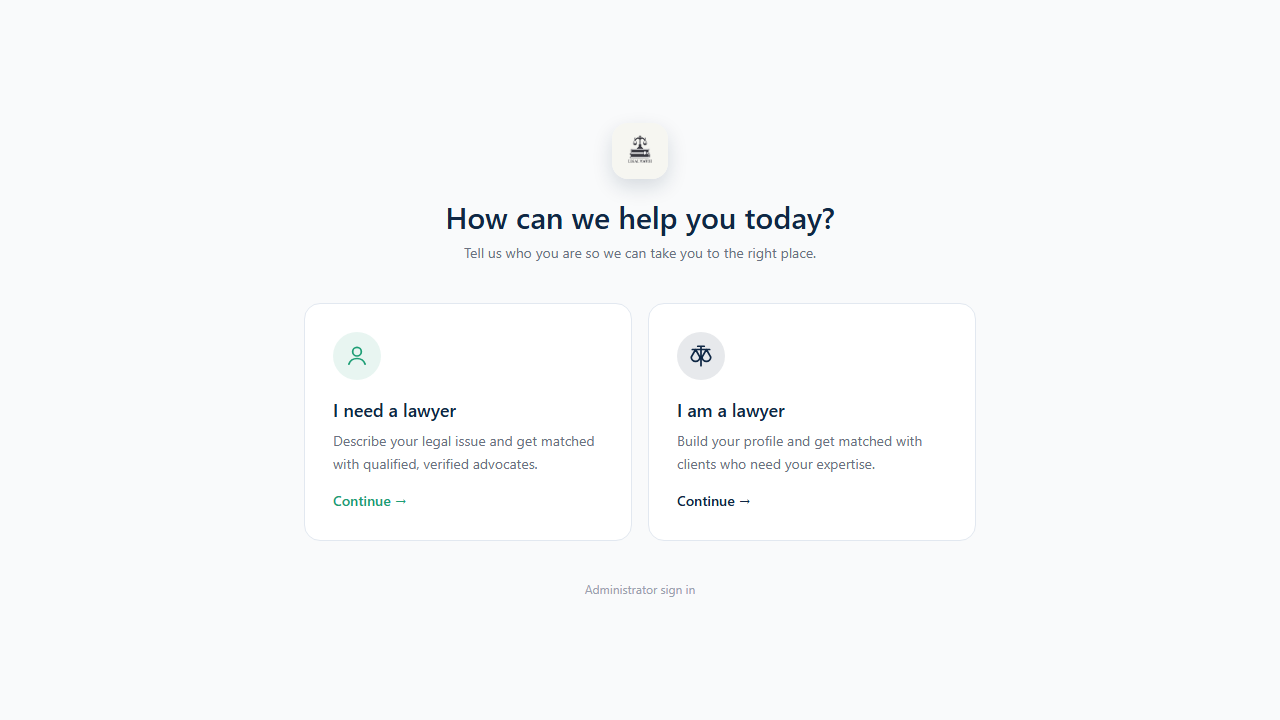 How can we help you today?
Tell us who you are so we can take you to the right place.
I need a lawyer
Describe your legal issue and get matched
with qualified, verified advocates.
Continue →
I am a lawyer
Build your profile and get matched with
clients who need your expertise.
Continue →
Administrator sign in